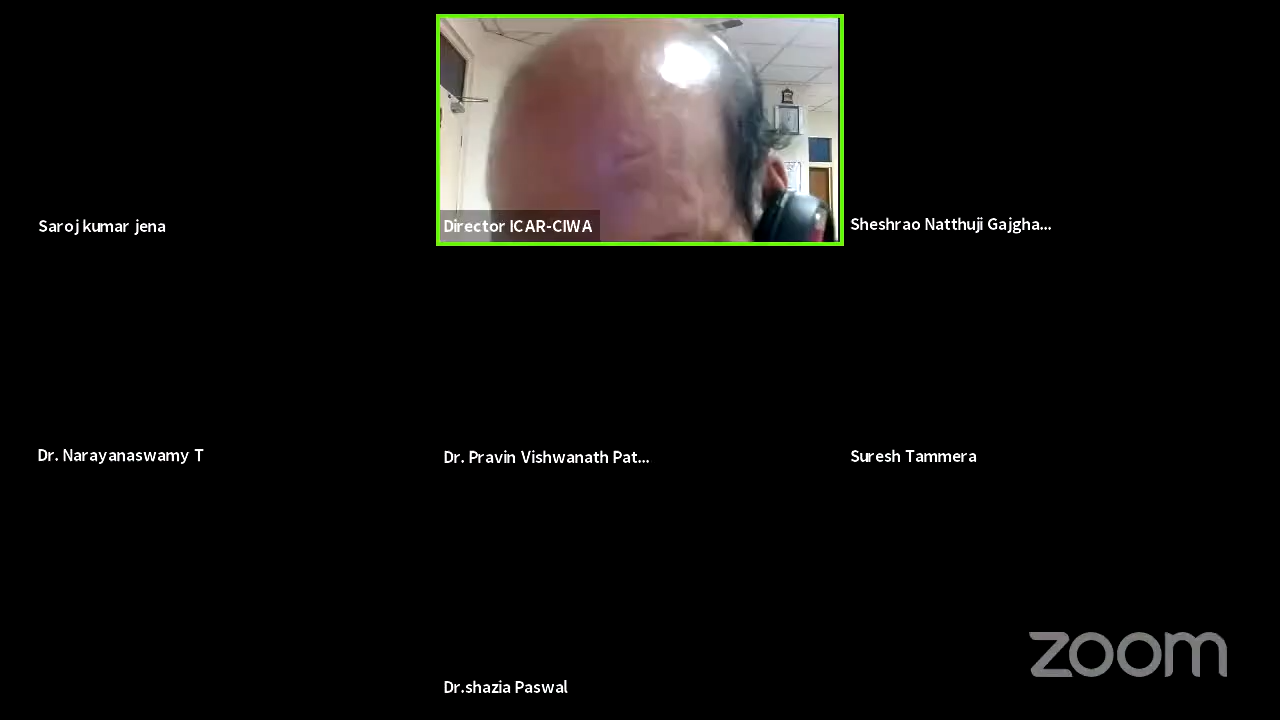 Saroj kumar jena
Director ICAR-CIWA
Sheshrao Natthuji Gajgha...
Dr. Narayanaswamy T
Dr. Pravin Vishwanath Pat...
Suresh Tammera
Dr.shazia Paswal
zoom